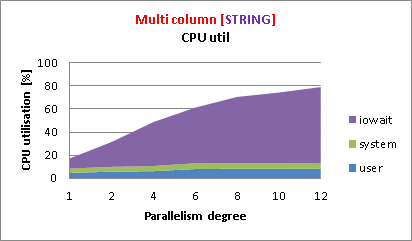 Multi column [STRING]
CPU util
CPU utilisation [%]
100
80
60
40
20
0
1 2 4 6 8 10 12
Parallelism degree
iowait
system
user